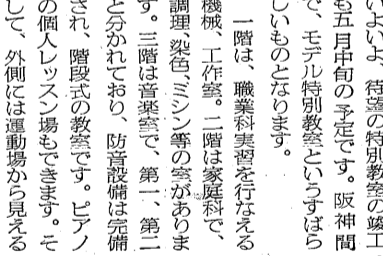 いよいよ、待望の特別教室の竣工
も五月中旬の予定です。阪神間
で、モデル特別教室というすばら
しいものとなります。
一階は、職業科実習を行なえる
機械、工作室。二階は家庭科で、
調理、染色、ミシン等の室がありま
す。三階は音楽室で、第一、第二
と分かれており、防音設備は完備
され、階段式の教室です。ピアノ
の個人レッスン場もできます。そ
して、外側には運動場から見える